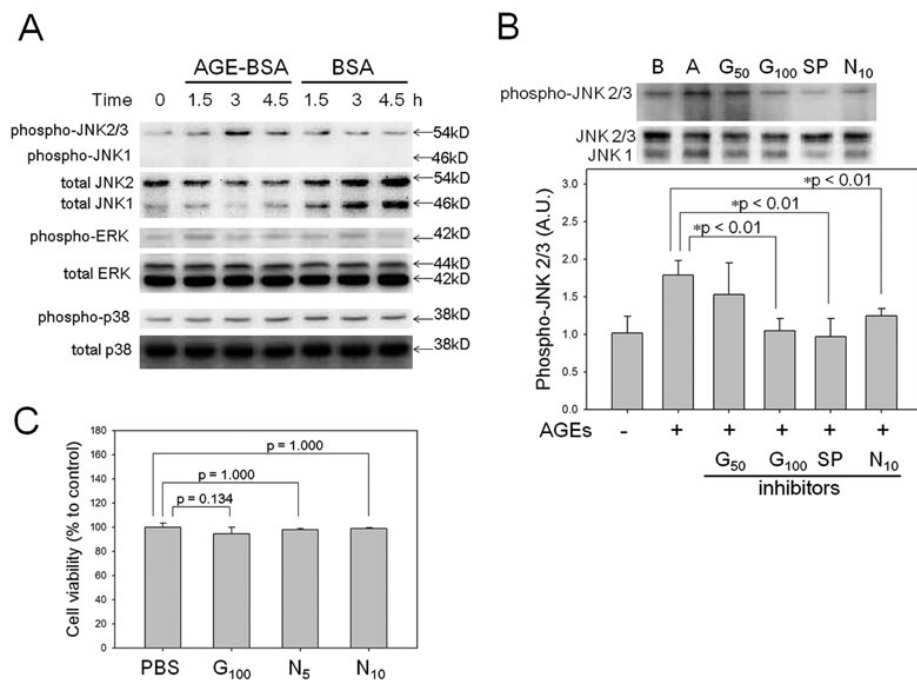 A
AGE-BSA BSA
Time 0 1.5 3 4.5 1.5 3 4.5 h
phospho-JNK2/3 54kD
phospho-JNK1 46kD
total JNK2 54kD
total JNK1 46kD
phospho-ERK 42kD
total ERK 44kD
42kD
phospho-p38 38kD
total p38 38kD
B
B A G50 G100 SP N10
phospho-JNK 2/3
JNK 2/3
JNK 1
Phospho-JNK 2/3 (A.U.)
3.0
2.5
2.0
1.5
1.0
0.5
0.0
*p < 0.01
*p < 0.01
*p < 0.01
AGEs - + + + + +
G50 G100 SP N10
inhibitors
C
Cell viability (% to control)
180
160
140
120
100
80
60
40
20
0
p = 1.000
p = 1.000
p = 0.134
PBS G100 N5 N10